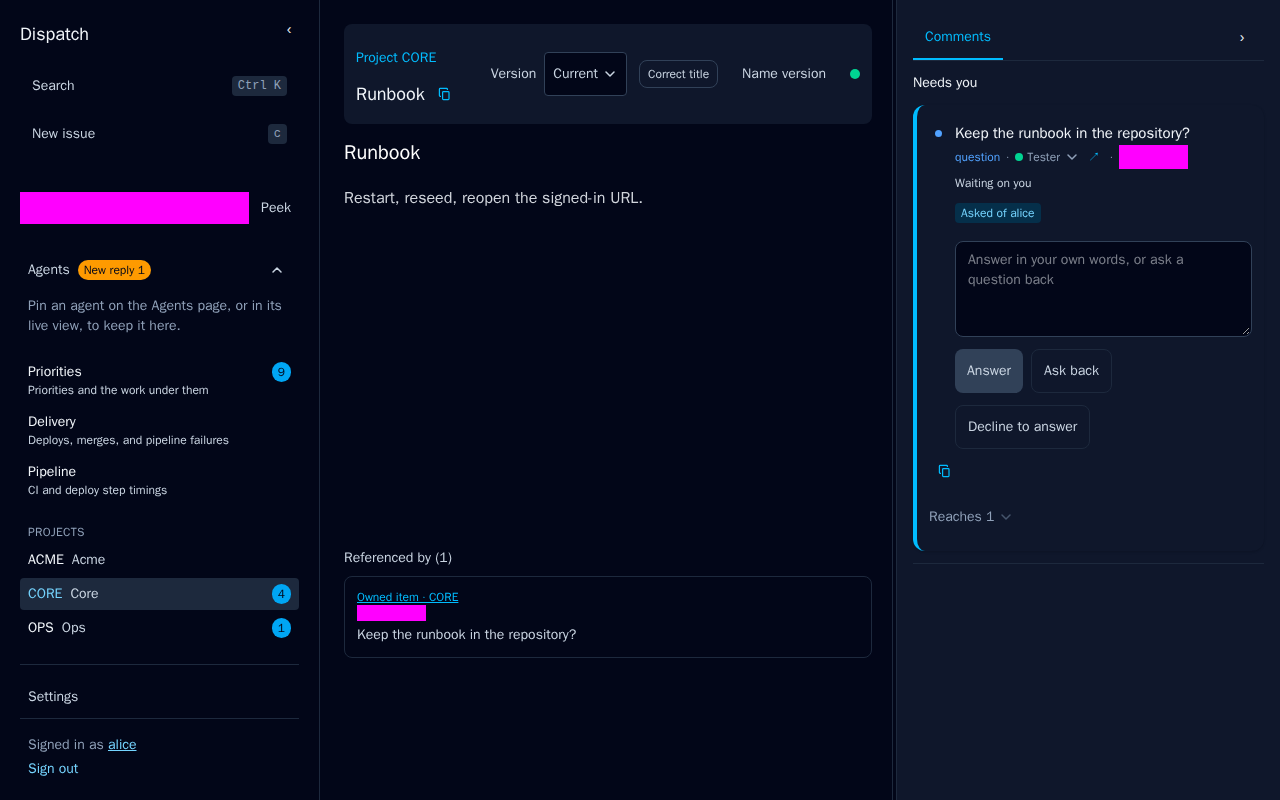 Dispatch
‹
Search
Ctrl K
New issue
C
Peek
Agents
New reply 1
Pin an agent on the Agents page, or in its
live view, to keep it here.
Priorities
9
Priorities and the work under them
Delivery
Deploys, merges, and pipeline failures
Pipeline
CI and deploy step timings
PROJECTS
ACME Acme
CORE Core
4
OPS Ops
1
Settings
Signed in as alice
Sign out
Project CORE
Runbook
Version
Current
Correct title
Name version
Runbook
Restart, reseed, reopen the signed-in URL.
Referenced by (1)
Owned item · CORE
Keep the runbook in the repository?
Comments
›
Needs you
Keep the runbook in the repository?
question · Tester ↗ ·
Waiting on you
Asked of alice
Answer in your own words, or ask a
question back
Answer
Ask back
Decline to answer
Reaches 1